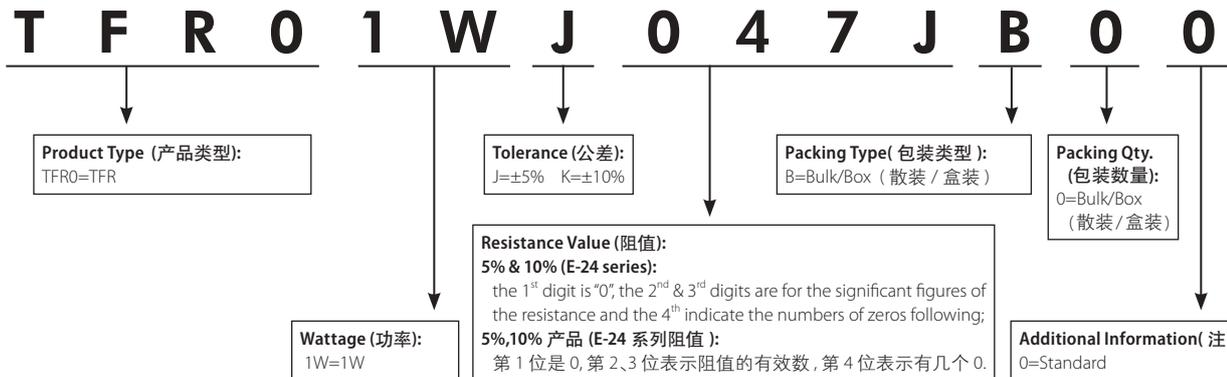 T F R 0 1 W J 0 4 7 J B 0 0
Product Type (产品类型):
TFR0=TFR
Tolerance (公差):
J=±5% K=±10%
Packing Type( 包装类型 ):
B=Bulk/Box ( 散装 / 盒装 )
Packing Qty.
(包装数量):
0=Bulk/Box
(散装/盒装)
Resistance Value (阻值):
5% & 10% (E-24 series):
the 1st digit is "0", the 2nd & 3rd digits are for the significant figures of
the resistance and the 4th indicate the numbers of zeros following;
5%,10% 产品 (E-24 系列阻值 ):
第 1 位是 0, 第 2、3 位表示阻值的有效数 , 第 4 位表示有几个 0.
Wattage (功率):
1W=1W
Additional Information( 注
0=Standard